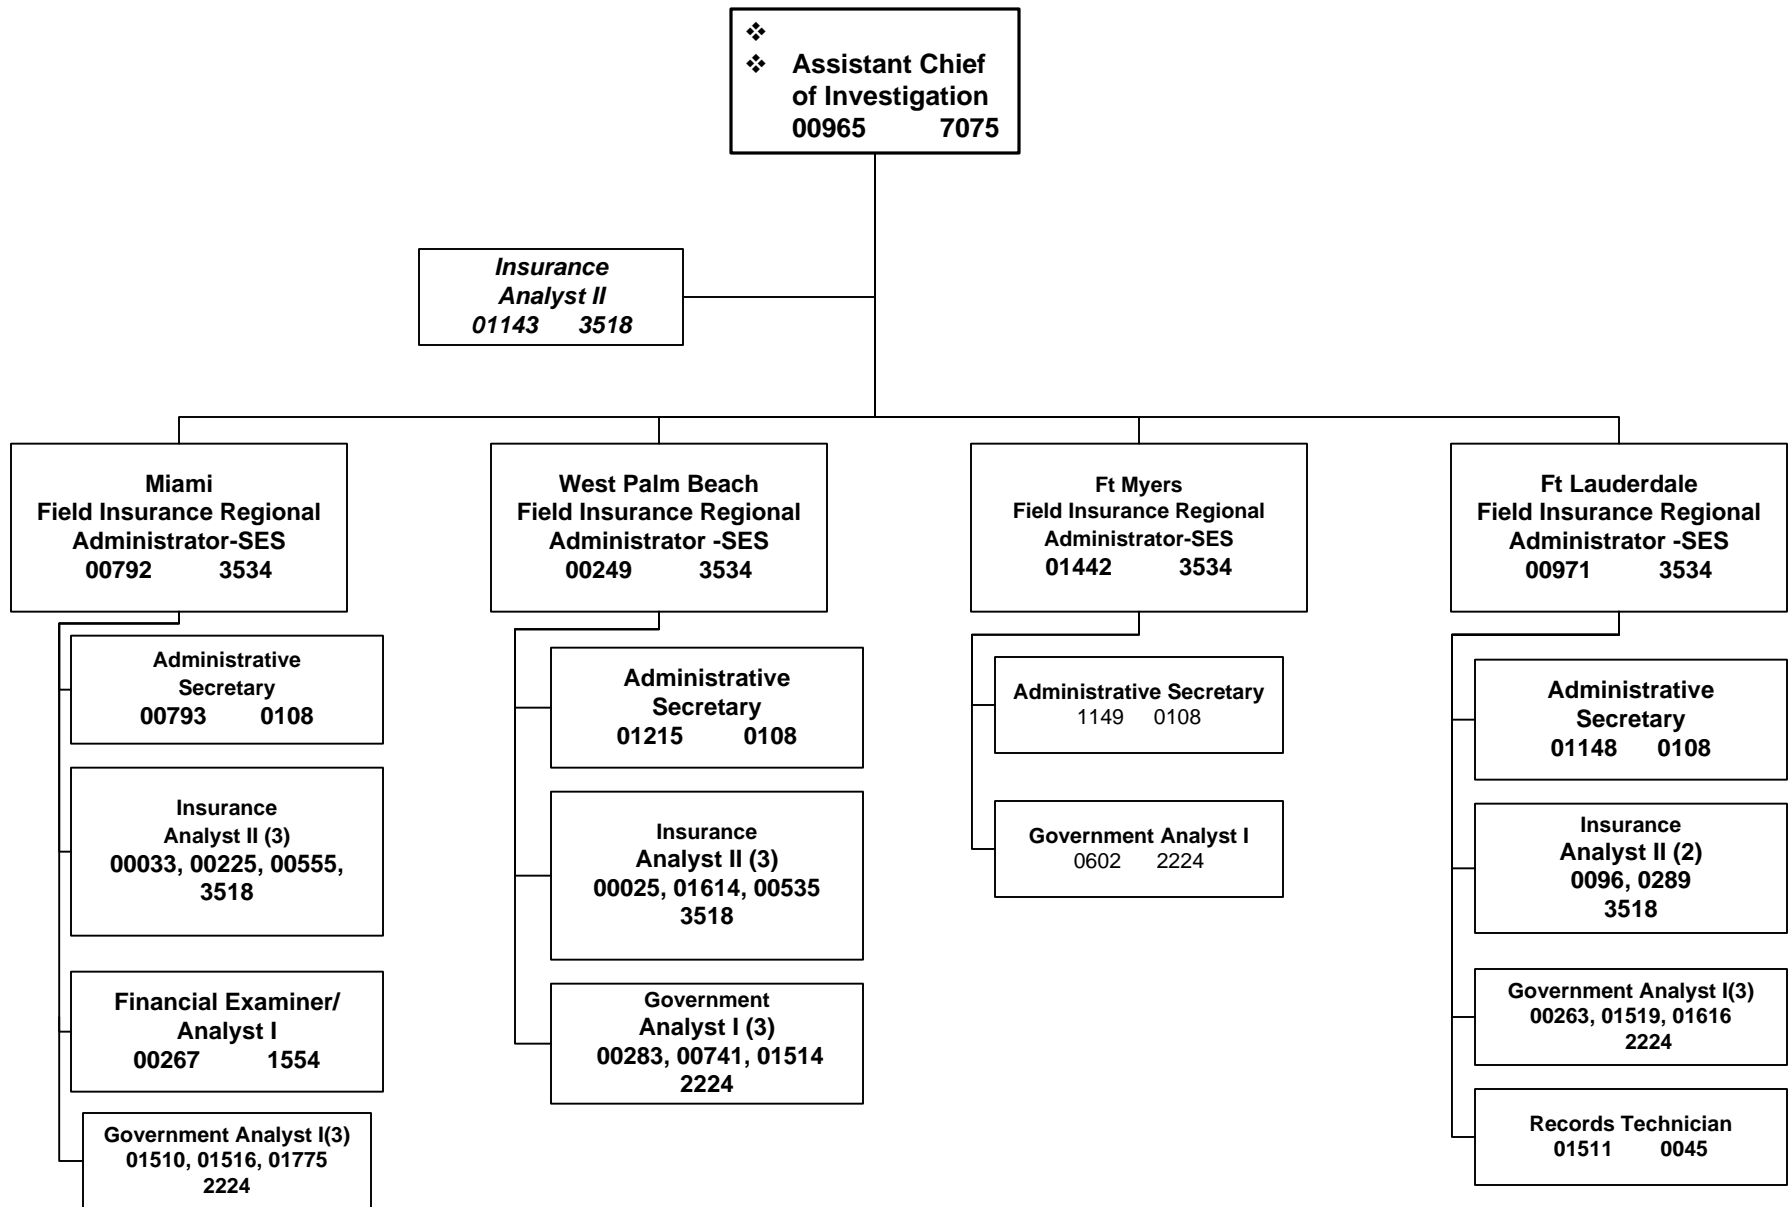 ❖
❖ Assistant Chief
of Investigation
00965 7075
Insurance
Analyst II
01143 3518
Miami
Field Insurance Regional
Administrator-SES
00792 3534
Administrative
Secretary
00793 0108
Insurance
Analyst II (3)
00033, 00225, 00555,
3518
Financial Examiner/
Analyst I
00267 1554
Government Analyst I(3)
01510, 01516, 01775
2224
West Palm Beach
Field Insurance Regional
Administrator -SES
00249 3534
Administrative
Secretary
01215 0108
Insurance
Analyst II (3)
00025, 01614, 00535
3518
Government
Analyst I (3)
00283, 00741, 01514
2224
Ft Myers
Field Insurance Regional
Administrator-SES
01442 3534
Administrative Secretary
1149 0108
Government Analyst I
0602 2224
Ft Lauderdale
Field Insurance Regional
Administrator -SES
00971 3534
Administrative
Secretary
01148 0108
Insurance
Analyst II (2)
0096, 0289
3518
Government Analyst I(3)
00263, 01519, 01616
2224
Records Technician
01511 0045